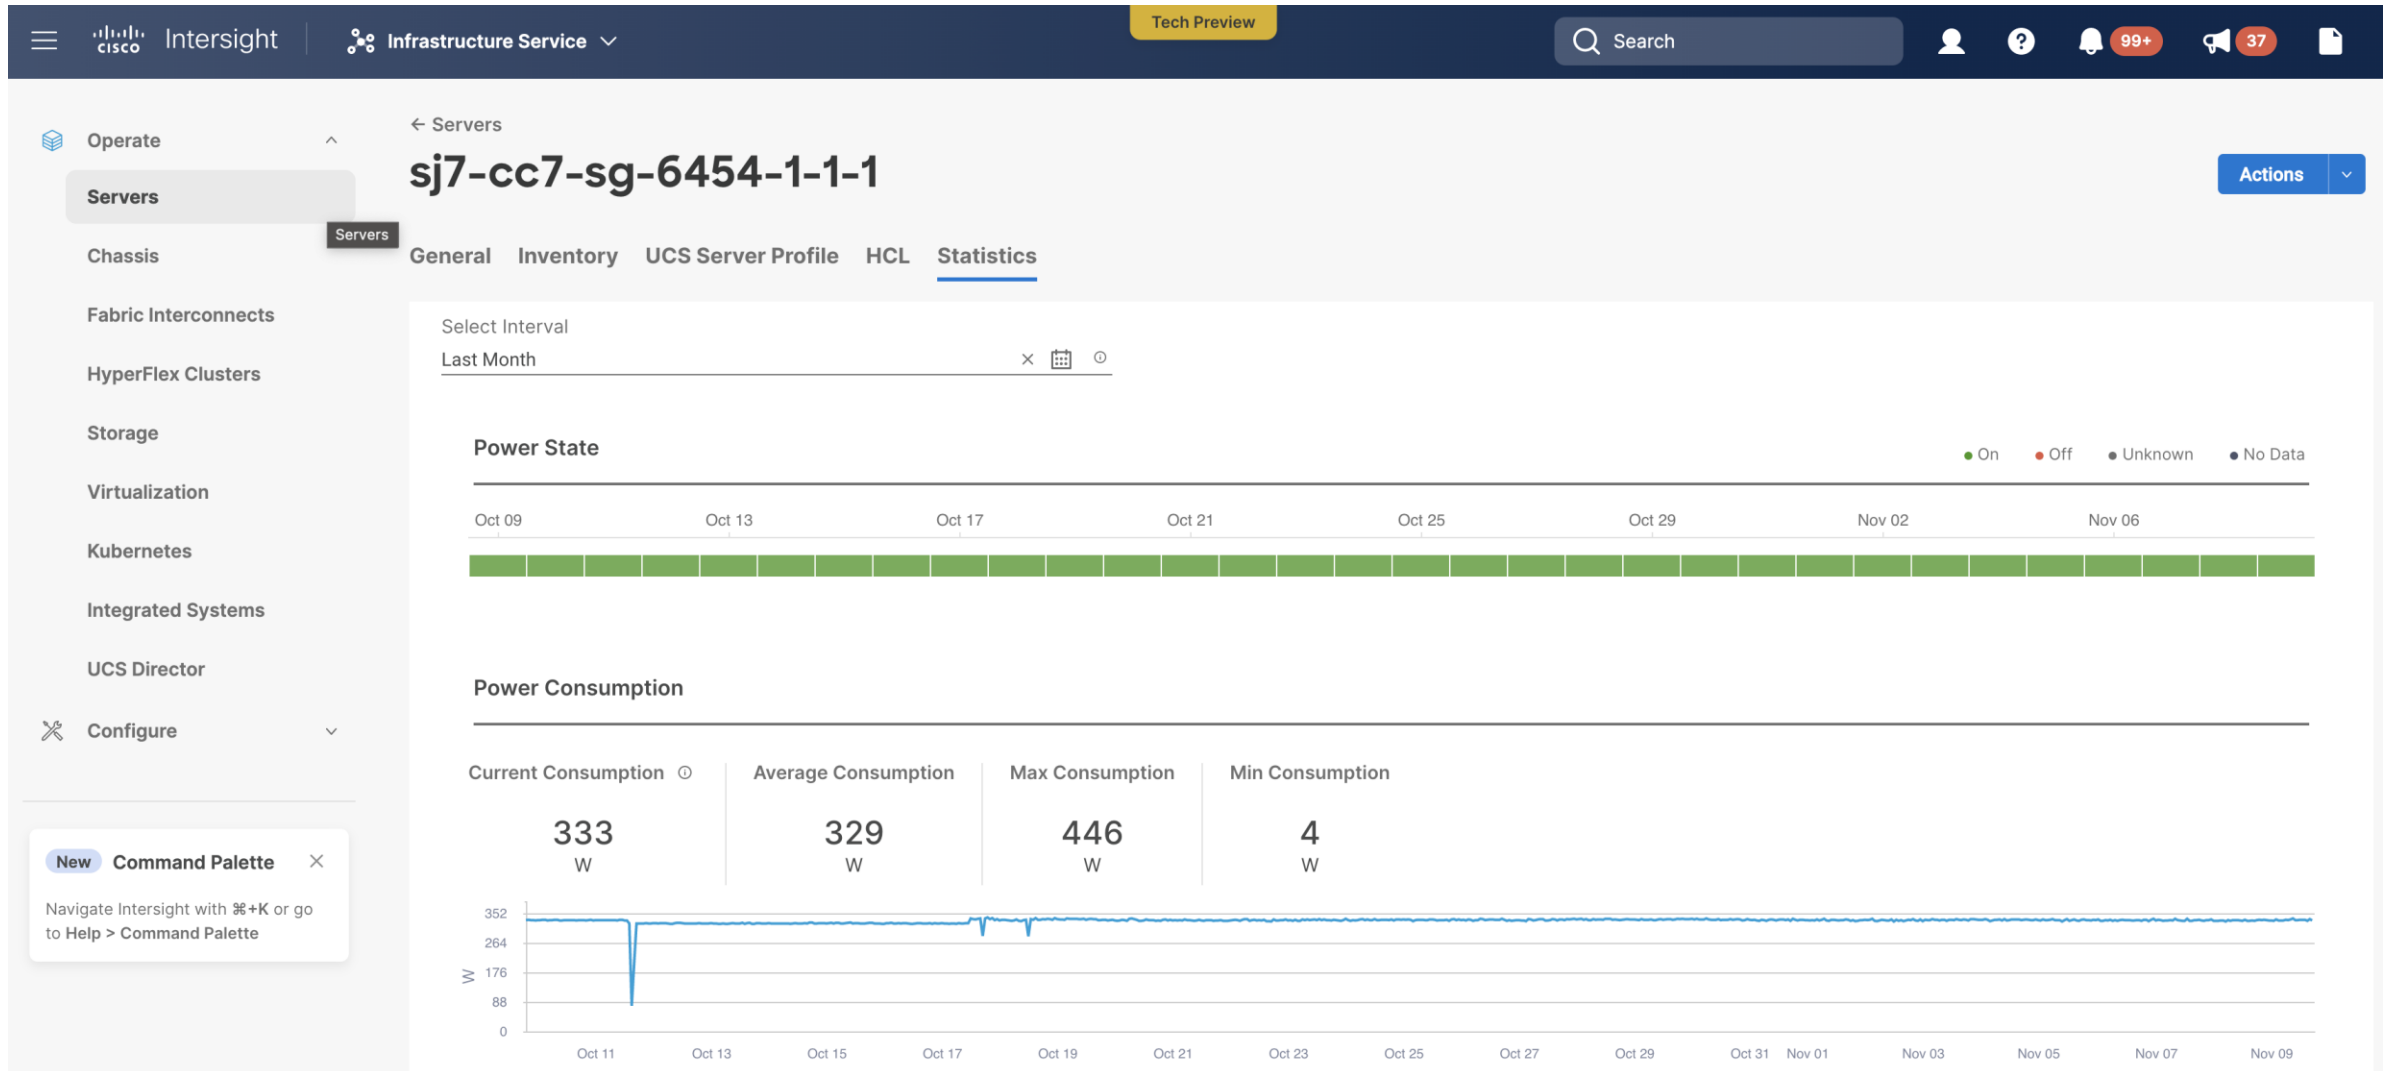 Tech Preview
CISCO Intersight Infrastructure Service Search 99+ 37
Operate
Servers
Servers
Chassis
Fabric Interconnects
HyperFlex Clusters
Storage
Virtualization
Kubernetes
Integrated Systems
UCS Director
Configure
New Command Palette
Navigate Intersight with ⌘+K or go
to Help > Command Palette
← Servers
sj7-cc7-sg-6454-1-1-1
Actions
General Inventory UCS Server Profile HCL Statistics
Select Interval
Last Month
Power State
On Off Unknown No Data
Oct 09 Oct 13 Oct 17 Oct 21 Oct 25 Oct 29 Nov 02 Nov 06
Power Consumption
Current Consumption Average Consumption Max Consumption Min Consumption
333 329 446 4
W W W W
352
264
176
88
0
W
Oct 11 Oct 13 Oct 15 Oct 17 Oct 19 Oct 21 Oct 23 Oct 25 Oct 27 Oct 29 Oct 31 Nov 01 Nov 03 Nov 05 Nov 07 Nov 09